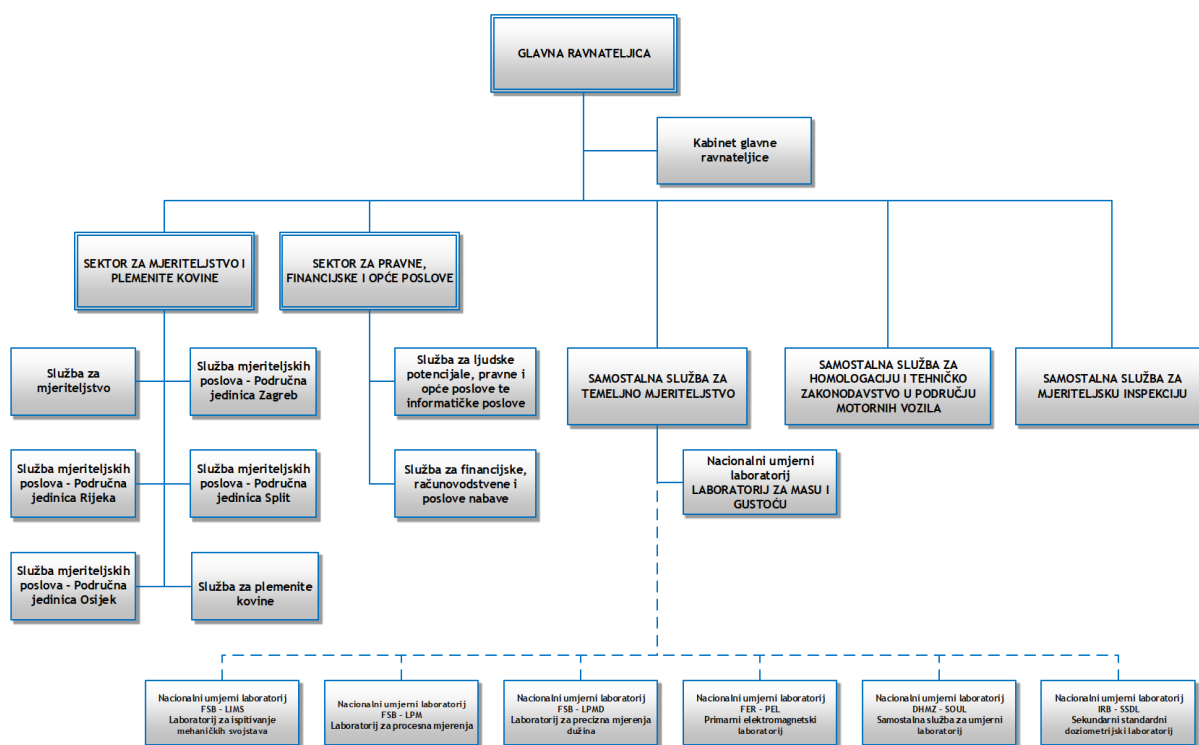 GLAVNA RAVNATELJICA
Kabinet glavne
ravnateljice
SEKTOR ZA MJERITELJSTVO I
PLEMENITE KOVINE
SEKTOR ZA PRAVNE,
FINANCIJSKE I OPĆE POSLOVE
Služba za
mjeriteljstvo
Služba mjeriteljskih
poslova - Područna
jedinica Zagreb
Služba za ljudske
potencijale, pravne i
opće poslove te
informatičke poslove
SAMOSTALNA SLUŽBA ZA
TEMELJNO MJERITELJSTVO
SAMOSTALNA SLUŽBA ZA
HOMOLOGACIJU I TEHNIČKO
ZAKONODAVSTVO U PODRUČJU
MOTORNIH VOZILA
SAMOSTALNA SLUŽBA ZA
MJERITELJSKU INSPEKCIJU
Služba mjeriteljskih
poslova - Područna
jedinica Rijeka
Služba mjeriteljskih
poslova - Područna
jedinica Split
Služba za financijske,
računovodstvene i
poslove nabave
Nacionalni umjerni
laboratorij
LABORATORIJ ZA MASU I
GUSTOĆU
Služba mjeriteljskih
poslova - Područna
jedinica Osijek
Služba za plemenite
kovine
Nacionalni umjerni laboratorij
FSB - LIMS
Laboratorij za ispitivanje
mehaničkih svojstava
Nacionalni umjerni laboratorij
FSB - LPM
Laboratorij za procesna mjerenja
Nacionalni umjerni laboratorij
FSB - LPMD
Laboratorij za precizna mjerenja
dužina
Nacionalni umjerni laboratorij
FER - PEL
Primarni elektromagnetski
laboratorij
Nacionalni umjerni laboratorij
DHMZ - SOUL
Samostalna služba za umjerni
laboratorij
Nacionalni umjerni laboratorij
IRB - SSDL
Sekundarni standardni
doziometrijski laboratorij